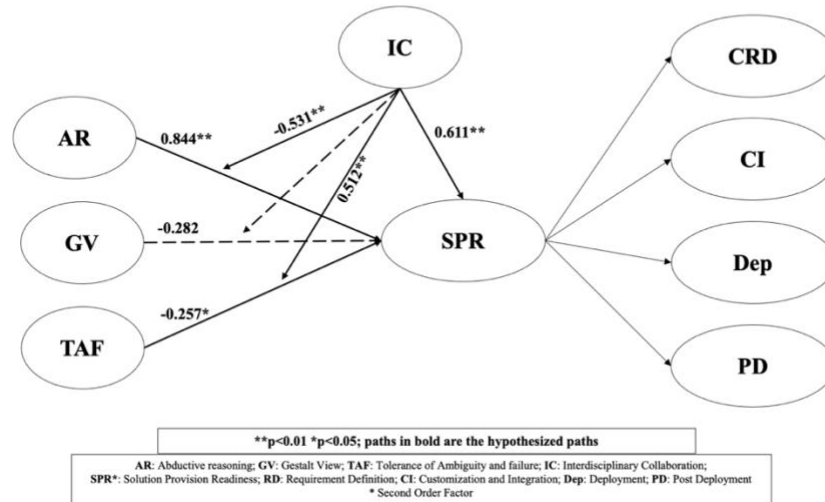 IC
CRD
-0.531**
AR
0.844**
0.611**
CI
0.512**
GV
-0.282
SPR
Dep
-0.257*
TAF
PD
**p<0.01 *p<0.05; paths in bold are the hypothesized paths
AR: Abductive reasoning; GV: Gestalt View; TAF: Tolerance of Ambiguity and failure; IC: Interdisciplinary Collaboration;
SPR*: Solution Provision Readiness; RD: Requirement Definition; CI: Customization and Integration; Dep: Deployment; PD: Post Deployment
* Second Order Factor